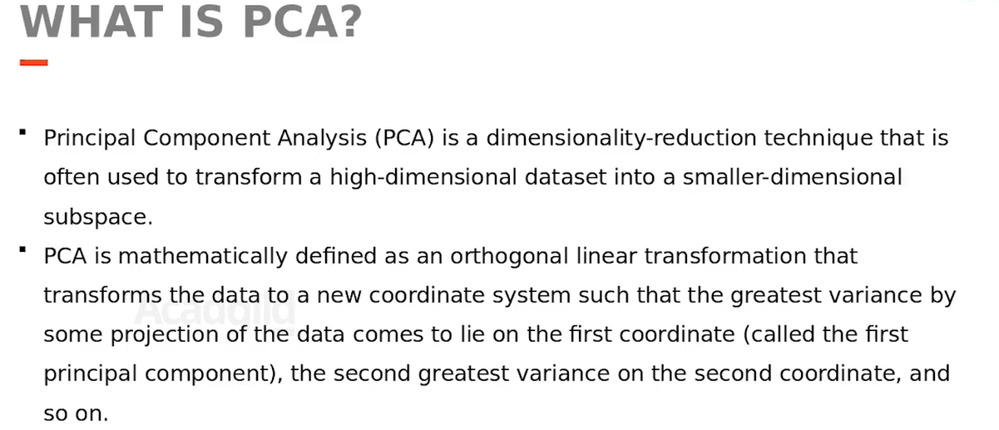 WHAT IS PCA?
▪ Principal Component Analysis (PCA) is a dimensionality-reduction technique that is
often used to transform a high-dimensional dataset into a smaller-dimensional
subspace.
▪ PCA is mathematically defined as an orthogonal linear transformation that
transforms the data to a new coordinate system such that the greatest variance by
Acadgild
some projection of the data comes to lie on the first coordinate (called the first
principal component), the second greatest variance on the second coordinate, and
so on.